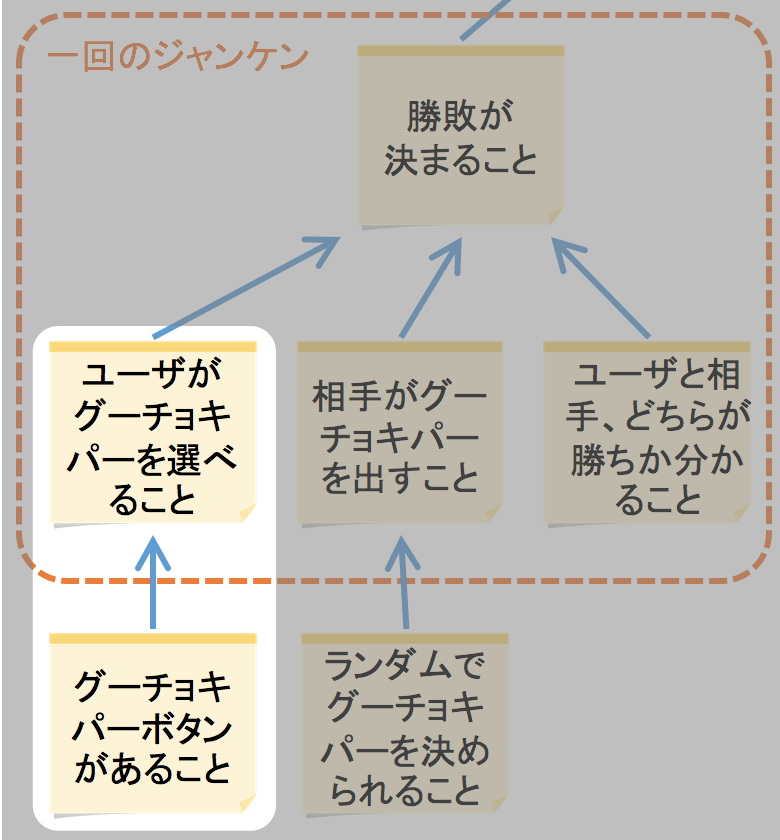 一回のジャンケン
勝敗が
決まること
ユーザが
グーチョキ
パーを選べ
ること
相手がグー
チョキパー
を出すこと
ユーザと相
手、どちらが
勝ちか分か
ること
グーチョキ
パーボタン
があること
ランダムで
グーチョキ
パーを決め
られること